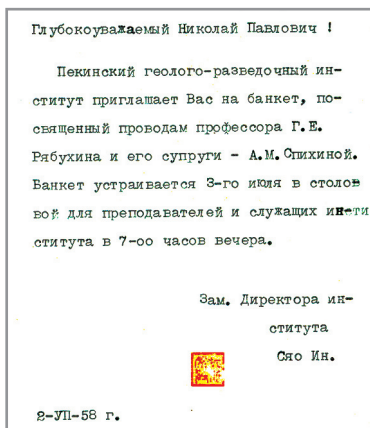 Глубокоуважаемый Николай Павлович !
Пекинский геолого-разведочный ин-
ститут приглашает Вас на банкет, по-
священный проводам профессора Г.Е.
Рябухина и его супруги - А.М.Спихиной.
Банкет устраивается 3-го июля в столов
вой для преподавателей и служащих инсти
ститута в 7-оо часов вечера.
Зам. Директора ин-
ститута
Сяо Ин.
2-УП-58 г.